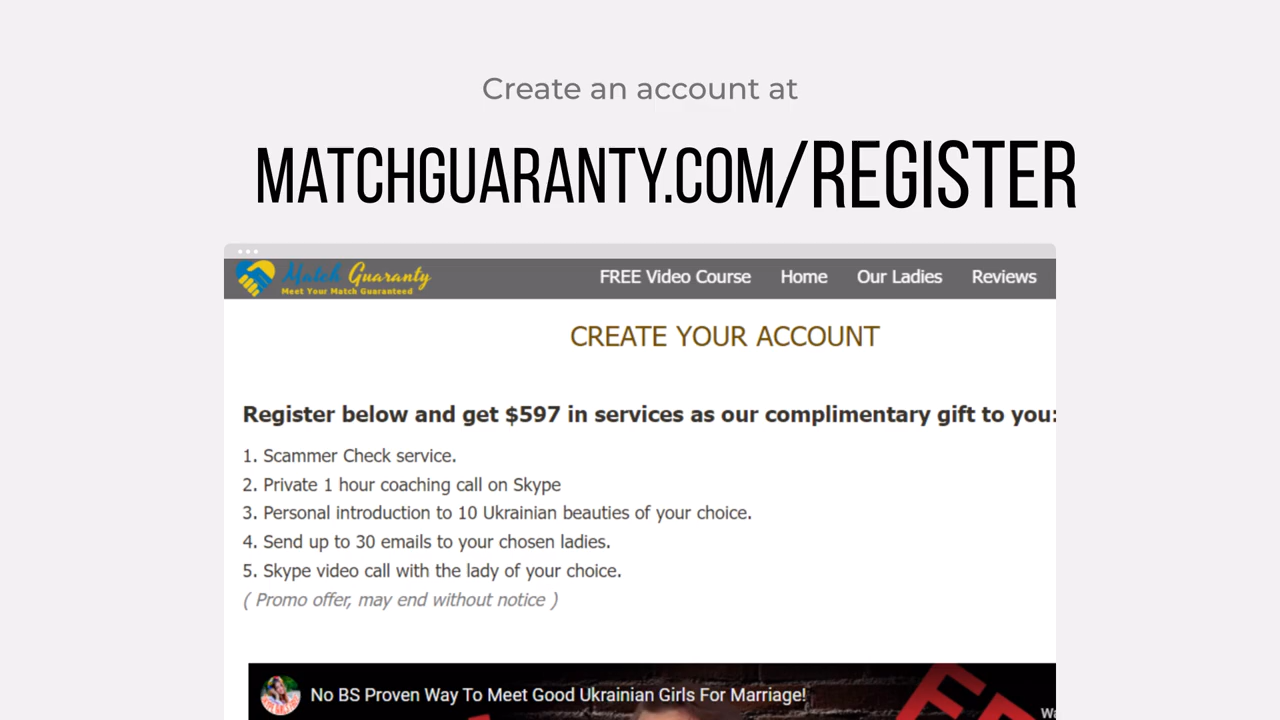 Create an account at
MATCHGUARANTY.COM/REGISTER
Match Guaranty
Meet Your Match Guaranteed
FREE Video Course Home Our Ladies Reviews
CREATE YOUR ACCOUNT
Register below and get $597 in services as our complimentary gift to you:
1. Scammer Check service.
2. Private 1 hour coaching call on Skype
3. Personal introduction to 10 Ukrainian beauties of your choice.
4. Send up to 30 emails to your chosen ladies.
5. Skype video call with the lady of your choice.
( Promo offer, may end without notice )
No BS Proven Way To Meet Good Ukrainian Girls For Marriage!